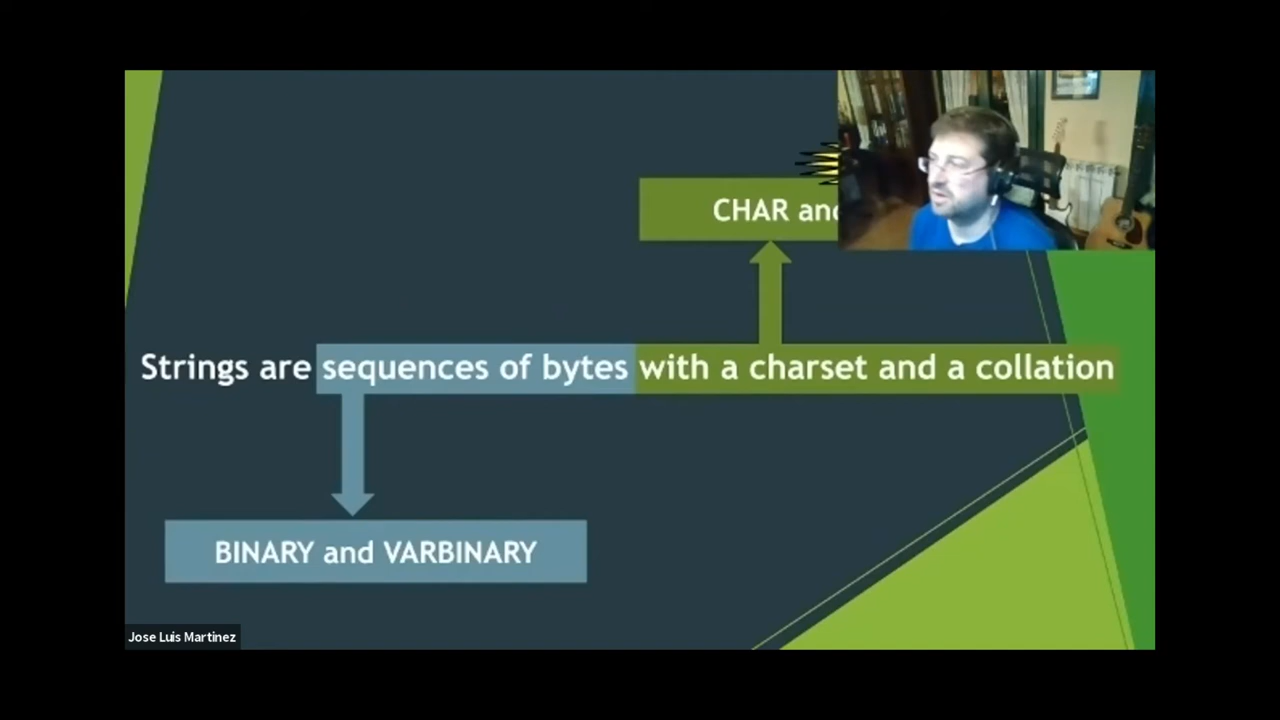 CHAR and
Strings are sequences of bytes with a charset and a collation
BINARY and VARBINARY
Jose Luis Martinez